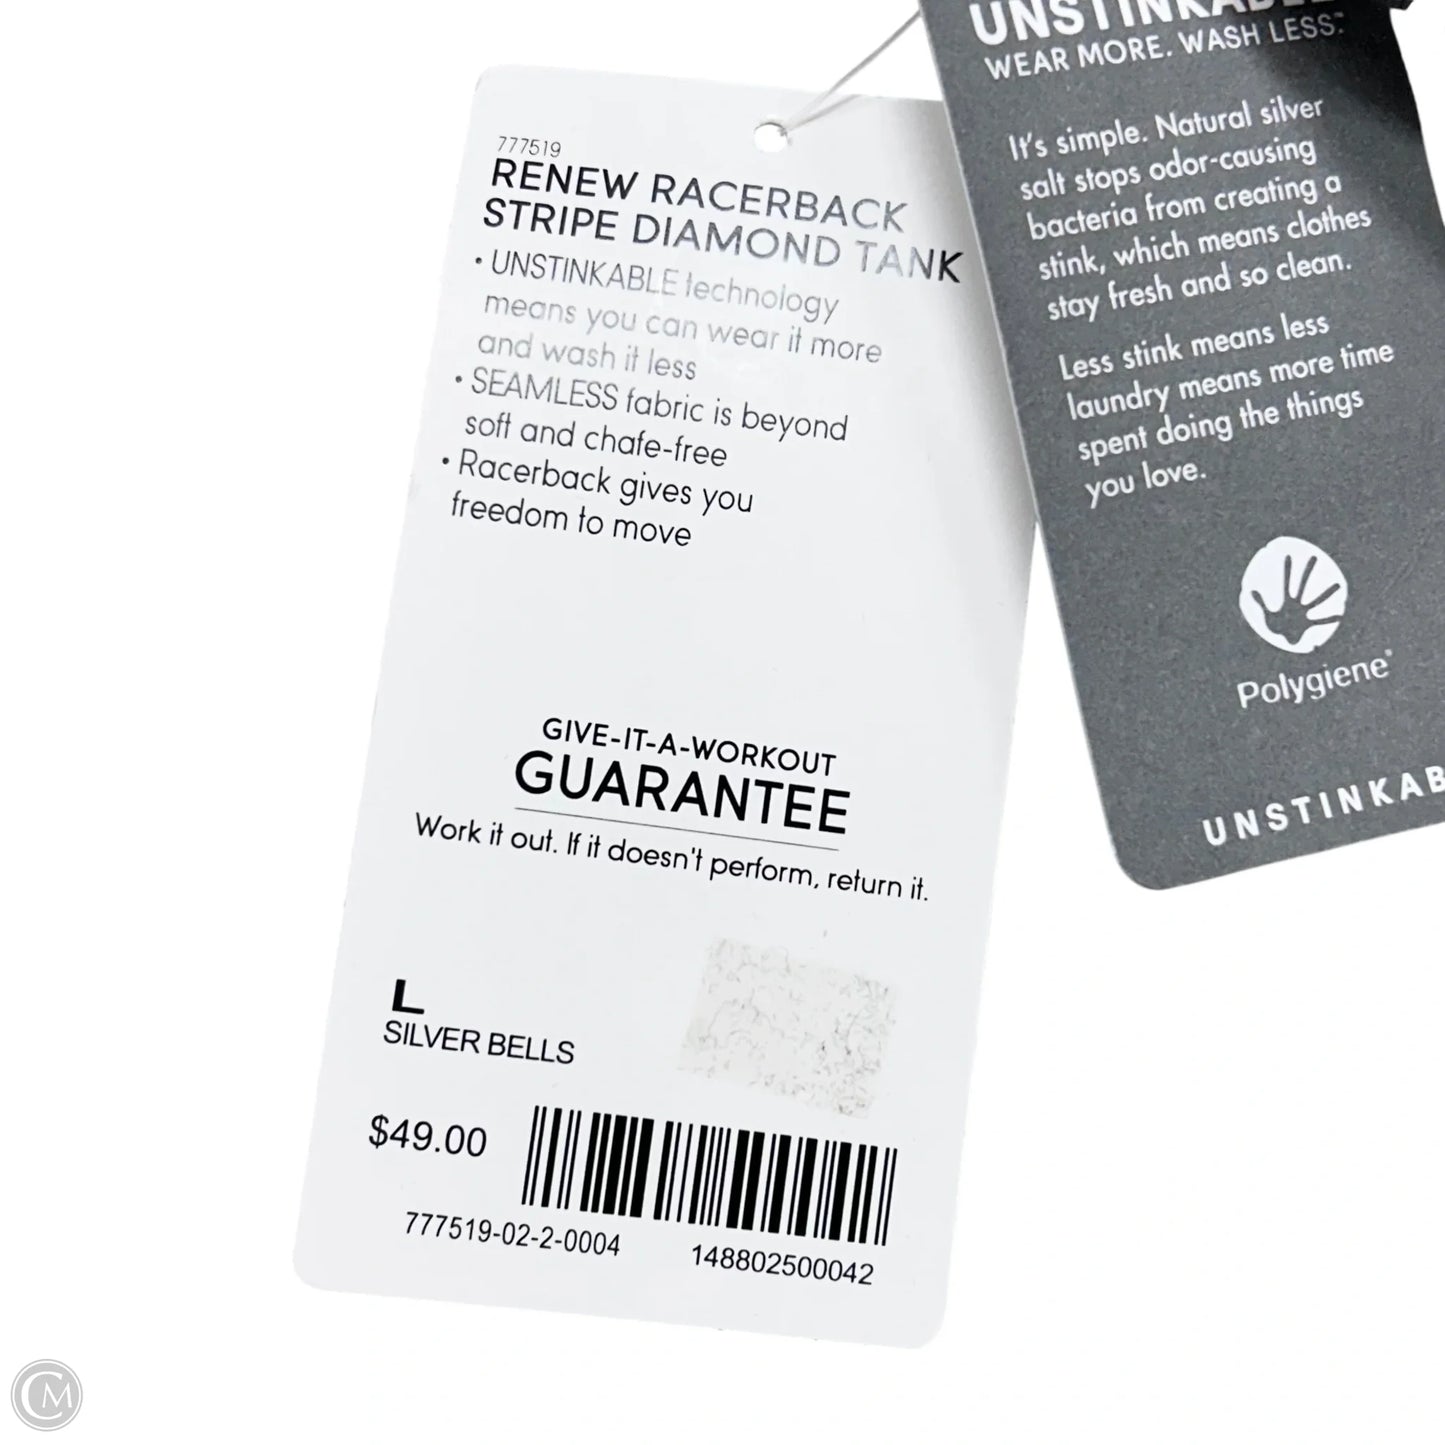 777519
RENEW RACERBACK
STRIPE DIAMOND TANK
• UNSTINKABLE technology
means you can wear it more
and wash it less
• SEAMLESS fabric is beyond
soft and chafe-free
• Racerback gives you
freedom to move
GIVE-IT-A-WORKOUT
GUARANTEE
Work it out. If it doesn't perform, return it.
L
SILVER BELLS
$49.00
777519-02-2-0004
148802500042
UNSTINKABLE
WEAR MORE. WASH LESS.™
It's simple. Natural silver
salt stops odor-causing
bacteria from creating a
stink, which means clothes
stay fresh and so clean.
Less stink means less
laundry means more time
spent doing the things
you love.
Polygiene®
UNSTINKAB
CM